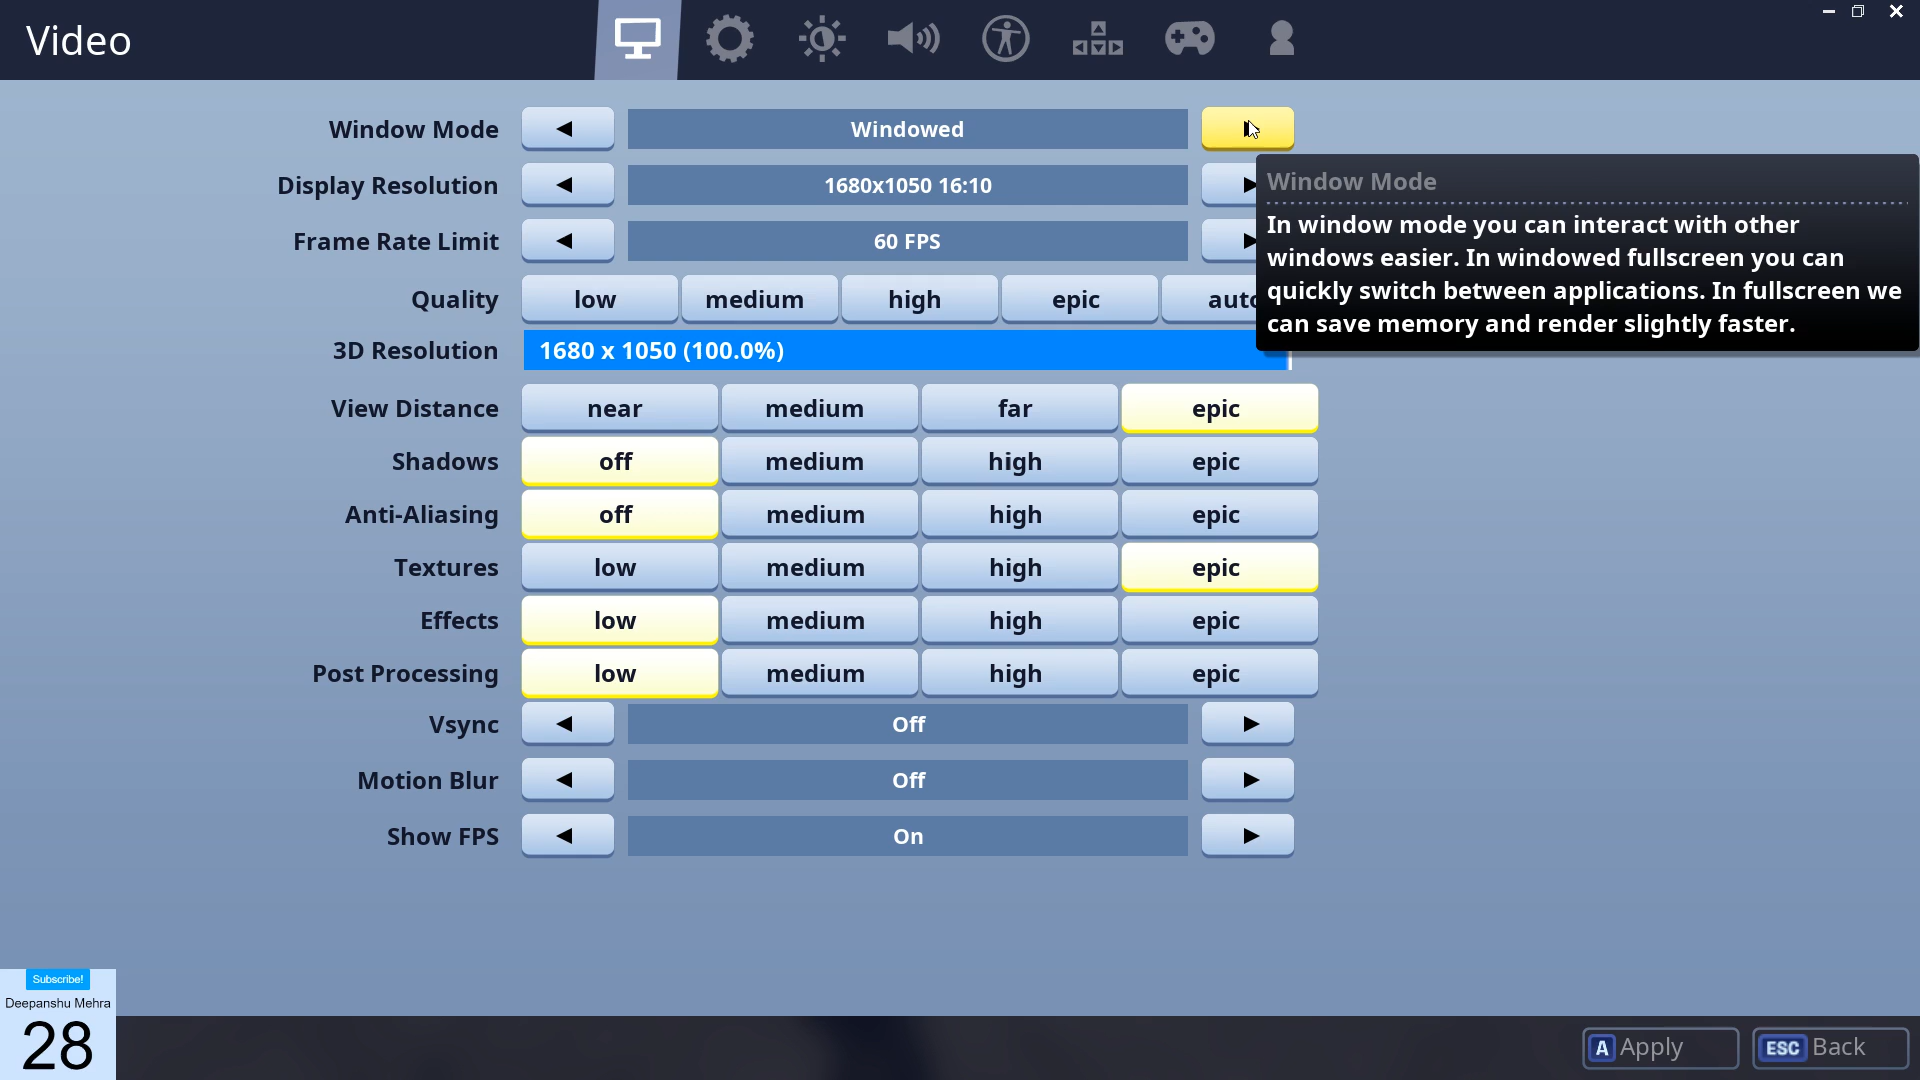 Video
Window Mode
Windowed
Display Resolution
1680x1050 16:10
Frame Rate Limit
60 FPS
Quality
low medium high epic auto
3D Resolution
1680 x 1050 (100.0%)
Window Mode
In window mode you can interact with other
windows easier. In windowed fullscreen you can
quickly switch between applications. In fullscreen we
can save memory and render slightly faster.
View Distance
near medium far epic
Shadows
off medium high epic
Anti-Aliasing
off medium high epic
Textures
low medium high epic
Effects
low medium high epic
Post Processing
low medium high epic
Vsync
Off
Motion Blur
Off
Show FPS
On
Subscribe!
Deepanshu Mehra
28
A Apply
ESC Back